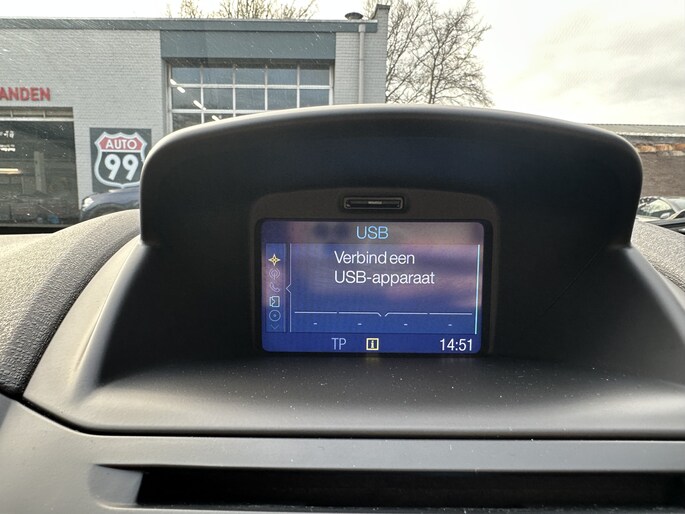 ANDEN
AUTO
99
USB
Verbind een
USB-apparaat
- - - -
TP i 14:51